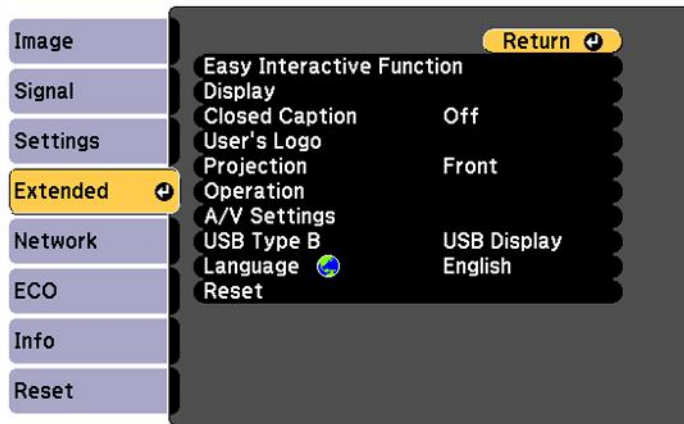 Image
Signal
Settings
Extended
Network
ECO
Info
Reset
Return
Easy Interactive Function
Display
Closed Caption Off
User's Logo
Projection Front
Operation
A/V Settings
USB Type B USB Display
Language English
Reset